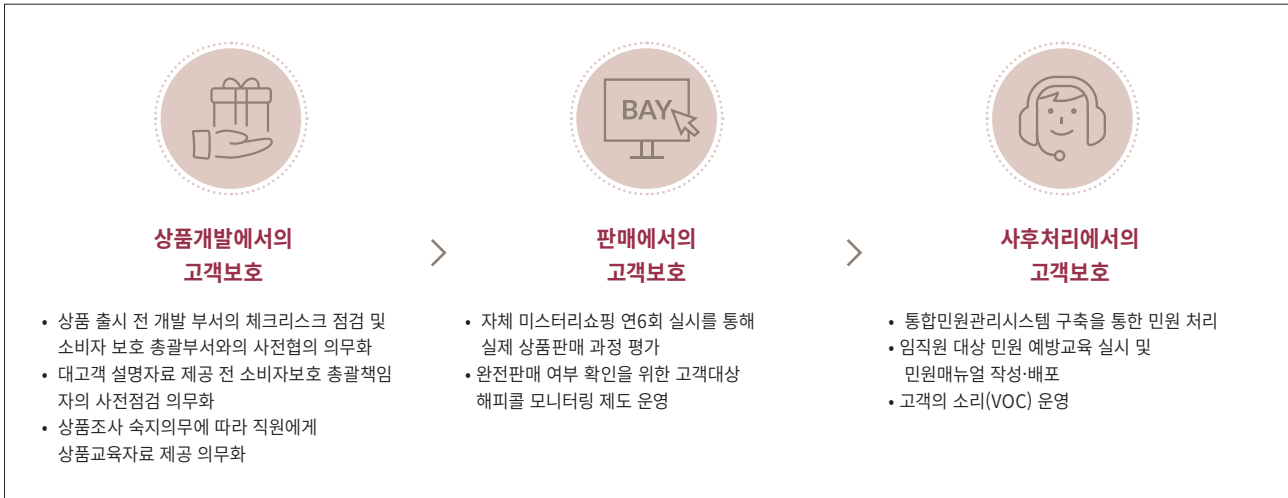 BAY
상품개발에서의
고객보호
• 상품 출시 전 개발 부서의 체크리스크 점검 및
소비자 보호 총괄부서와의 사전협의 의무화
• 대고객 설명자료 제공 전 소비자보호 총괄책임
자의 사전점검 의무화
• 상품조사 숙지의무에 따라 직원에게
상품교육자료 제공 의무화
판매에서의
고객보호
• 자체 미스터리쇼핑 연6회 실시를 통해
실제 상품판매 과정 평가
• 완전판매 여부 확인을 위한 고객대상
해피콜 모니터링 제도 운영
사후처리에서의
고객보호
• 통합민원관리시스템 구축을 통한 민원 처리
• 임직원 대상 민원 예방교육 실시 및
민원매뉴얼 작성·배포
• 고객의 소리(VOC) 운영